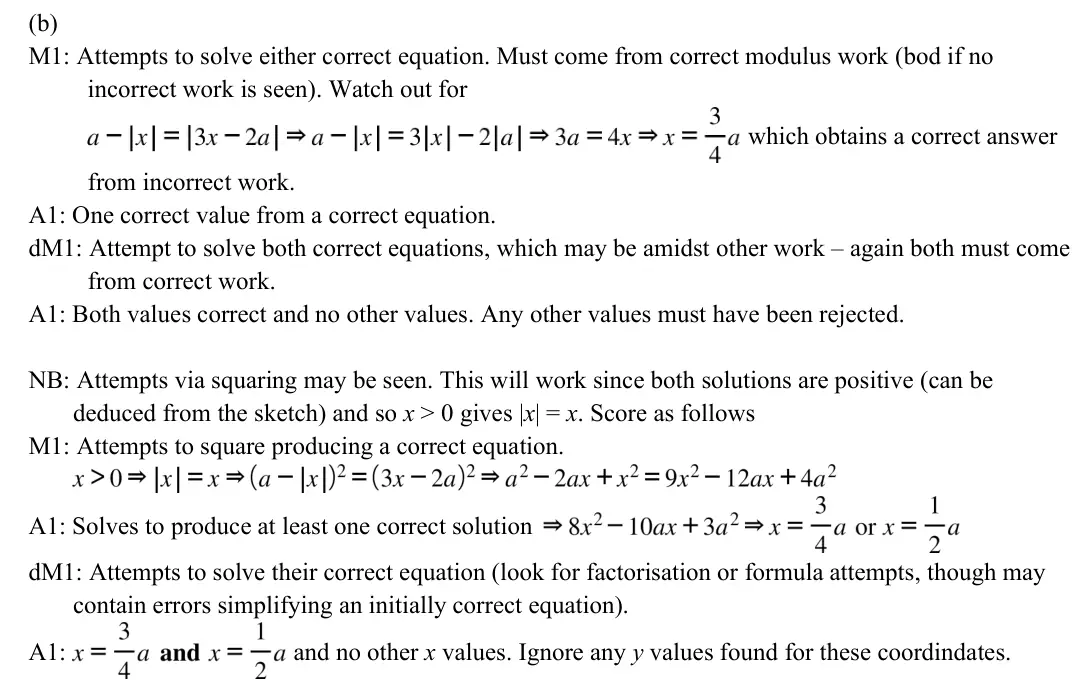 (b)
M1: Attempts to solve either correct equation. Must come from correct modulus work (bod if no
incorrect work is seen). Watch out for
a − |x| = |3x − 2a| ⇒ a − |x| = 3|x| − 2|a| ⇒ 3a = 4x ⇒ x = 3/4 a which obtains a correct answer
from incorrect work.
A1: One correct value from a correct equation.
dM1: Attempt to solve both correct equations, which may be amidst other work – again both must come
from correct work.
A1: Both values correct and no other values. Any other values must have been rejected.
NB: Attempts via squaring may be seen. This will work since both solutions are positive (can be
deduced from the sketch) and so x > 0 gives |x| = x. Score as follows
M1: Attempts to square producing a correct equation.
x > 0 ⇒ |x| = x ⇒ (a − |x|)² = (3x − 2a)² ⇒ a² − 2ax + x² = 9x² − 12ax + 4a²
A1: Solves to produce at least one correct solution ⇒ 8x² − 10ax + 3a² ⇒ x = 3/4 a or x = 1/2 a
dM1: Attempts to solve their correct equation (look for factorisation or formula attempts, though may
contain errors simplifying an initially correct equation).
A1: x = 3/4 a and x = 1/2 a and no other x values. Ignore any y values found for these coordindates.